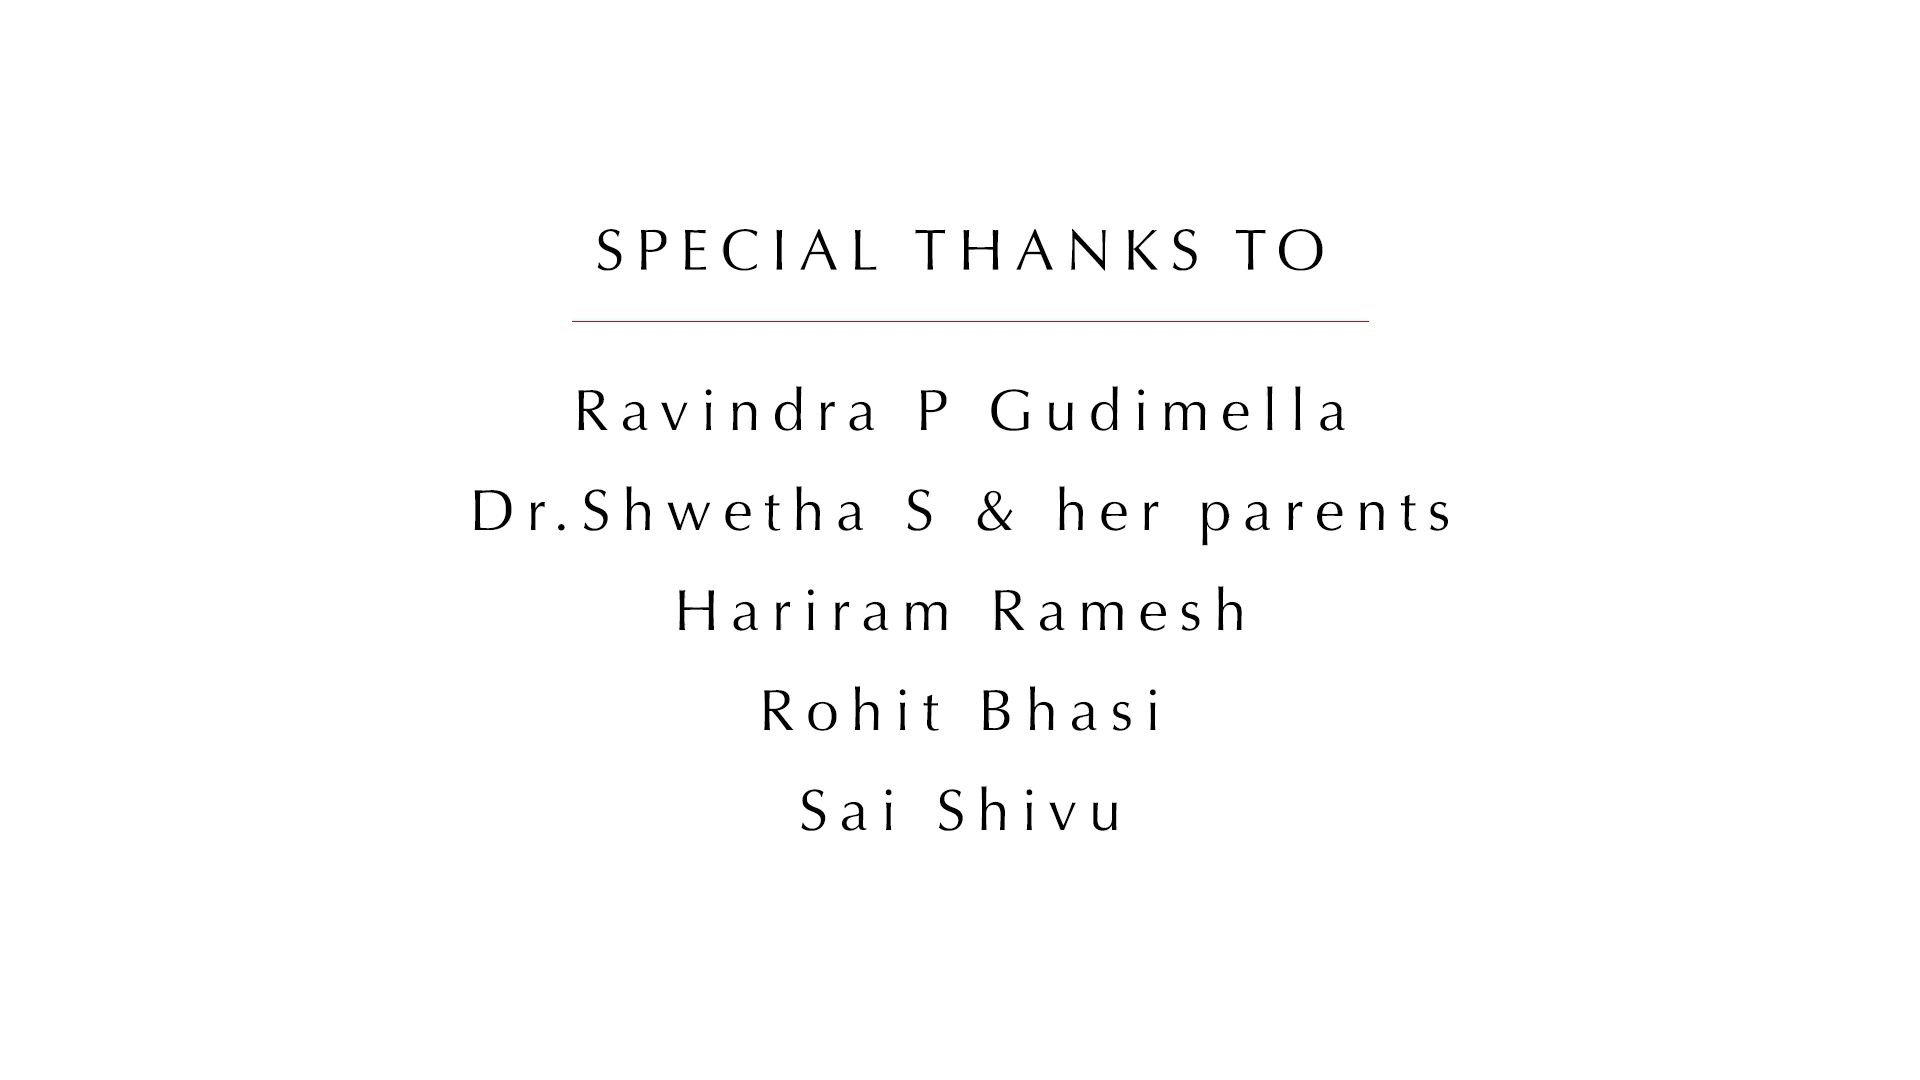 SPECIAL THANKS TO
Ravindra P Gudimella
Dr.Shwetha S & her parents
Hariram Ramesh
Rohit Bhasi
Sai Shivu